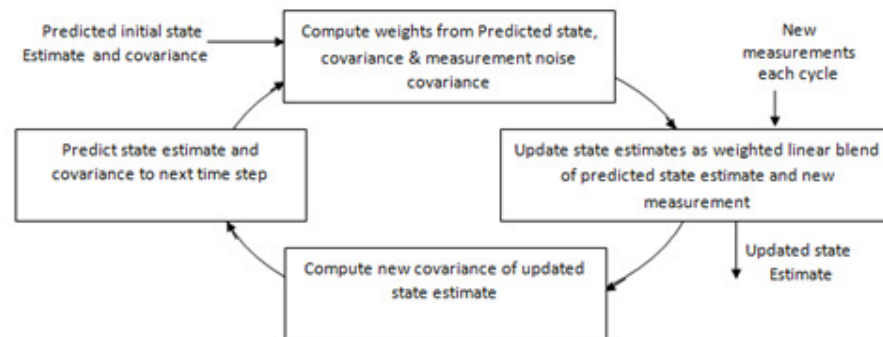 Predicted initial state
Estimate and covariance
Compute weights from Predicted state,
covariance & measurement noise
covariance
New
measurements
each cycle
Predict state estimate and
covariance to next time step
Update state estimates as weighted linear blend
of predicted state estimate and new
measurement
Compute new covariance of updated
state estimate
Updated state
Estimate